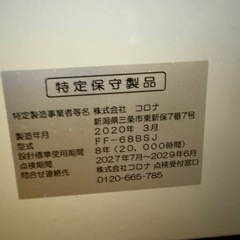 特定保守製品
特定製造事業者等名 株式会社 コロナ
新潟県三条市東新保7番7号
製造年月 2020年 3月
型式 FF-68BSJ
設計標準使用期間 8年(20,000時間)
点検期間 2027年7月～2029年6月
問合せ連絡先 株式会社コロナ 点検受付窓口
0120-665-785